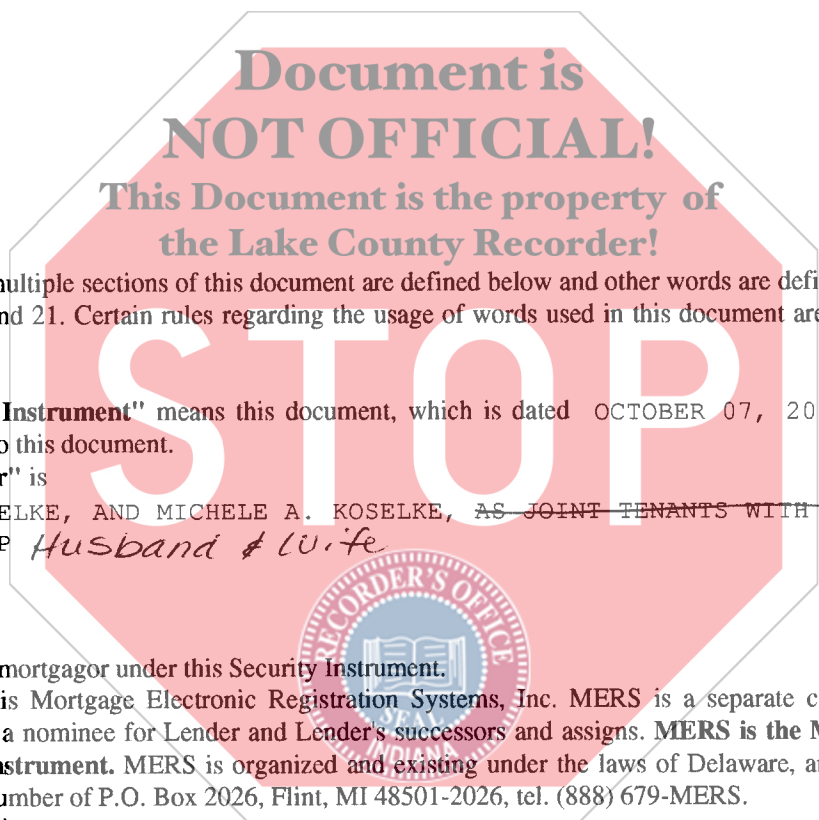 Document is
NOT OFFICIAL!
This Document is the property of
the Lake County Recorder!
multiple sections of this document are defined below and other words are defi
nd 21. Certain rules regarding the usage of words used in this document are
STOP
Instrument" means this document, which is dated OCTOBER 07, 20
o this document.
r" is
ELKE, AND MICHELE A. KOSELKE, AS JOINT TENANTS WITH
P Husband & Wife
RECORDER'S OFFICE
SEAL
INDIANA
mortgagor under this Security Instrument.
is Mortgage Electronic Registration Systems, Inc. MERS is a separate c
a nominee for Lender and Lender's successors and assigns. MERS is the M
strument. MERS is organized and existing under the laws of Delaware, a
umber of P.O. Box 2026, Flint, MI 48501-2026, tel. (888) 679-MERS.